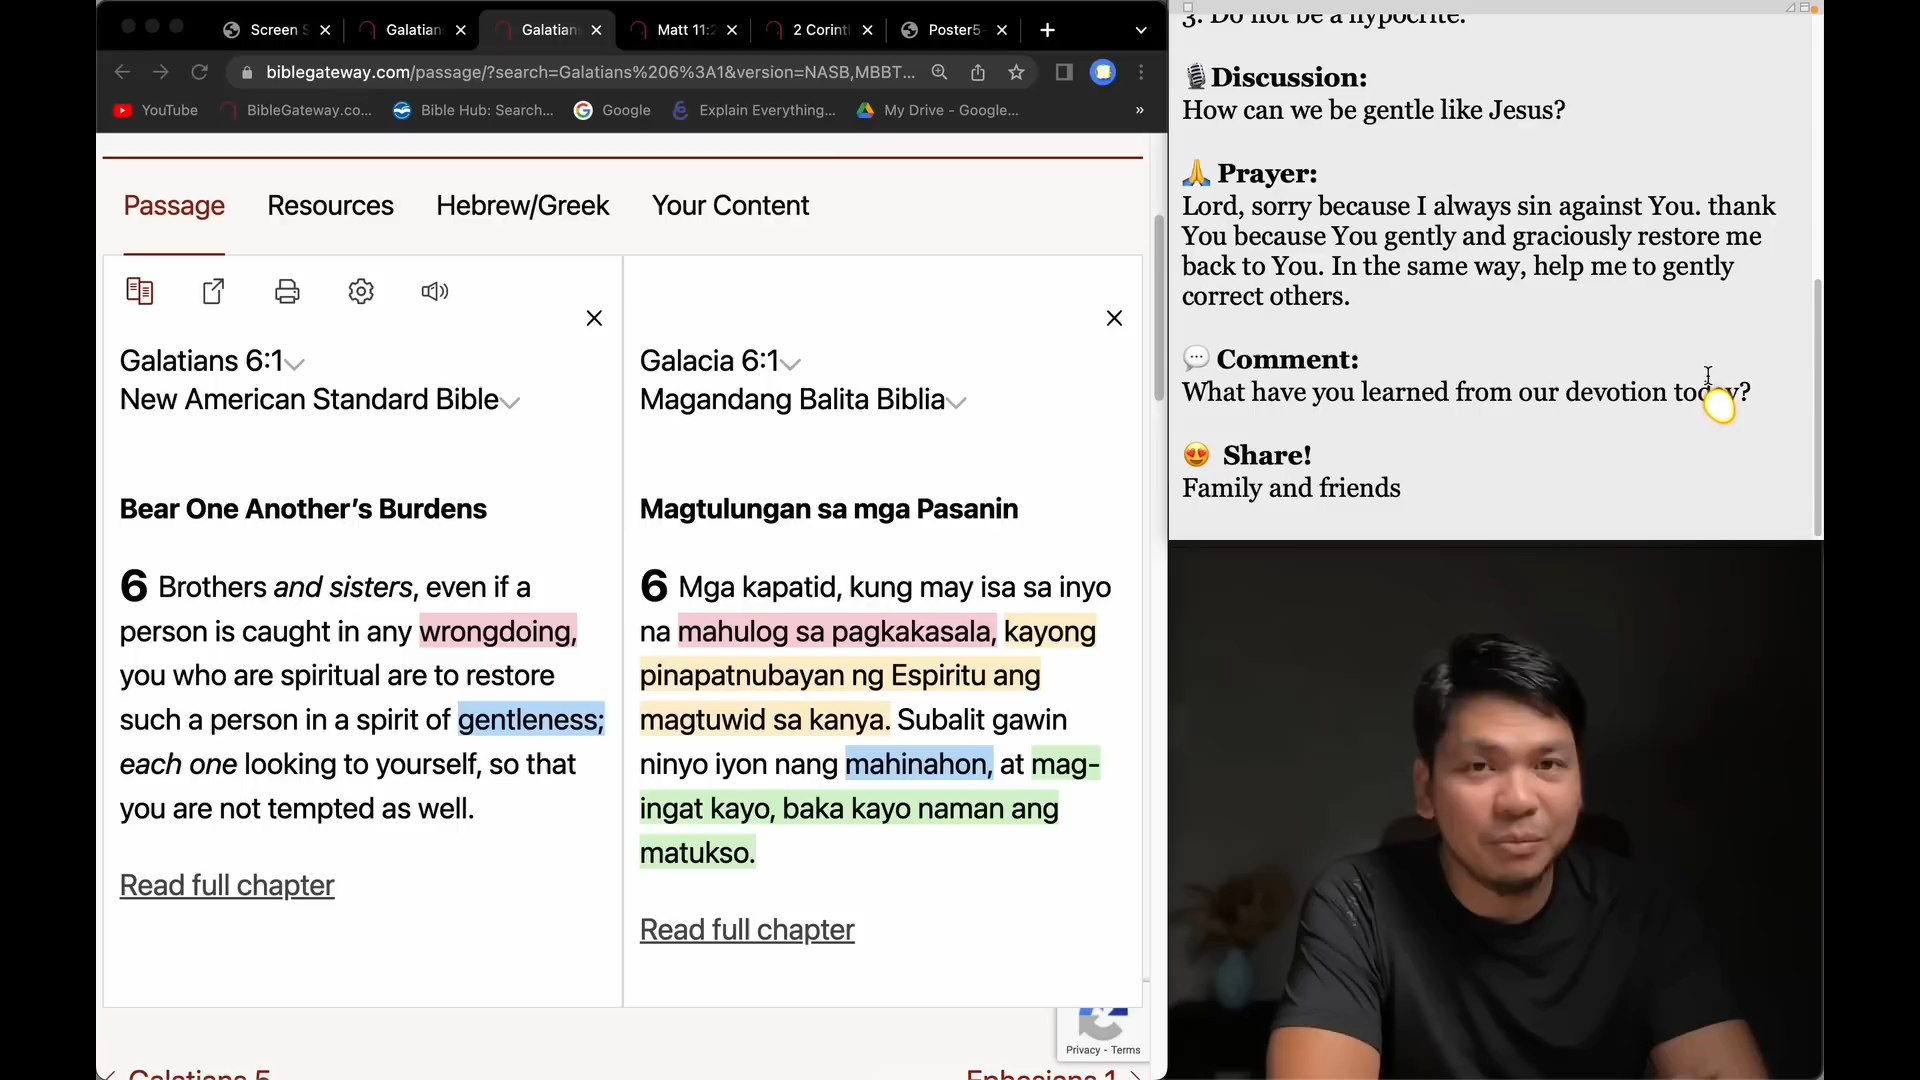 Screen S
Galatian
Galatian
Matt 11:2
2 Corint
Poster5-
biblegateway.com/passage/?search=Galatians%206%3A1&version=NASB,MBBT...
YouTube
BibleGateway.co...
Bible Hub: Search...
Google
Explain Everything...
My Drive - Google...
»
Passage
Resources
Hebrew/Greek
Your Content
Galatians 6:1
New American Standard Bible
Bear One Another’s Burdens
6 Brothers and sisters, even if a
person is caught in any wrongdoing,
you who are spiritual are to restore
such a person in a spirit of gentleness;
each one looking to yourself, so that
you are not tempted as well.
Read full chapter
Galacia 6:1
Magandang Balita Biblia
Magtulungan sa mga Pasanin
6 Mga kapatid, kung may isa sa inyo
na mahulog sa pagkakasala, kayong
pinapatnubayan ng Espiritu ang
magtuwid sa kanya. Subalit gawin
ninyo iyon nang mahinahon, at mag-
ingat kayo, baka kayo naman ang
matukso.
Read full chapter
Privacy - Terms
Galatians 5
Ephesians 1
3. Do not be a hypocrite.
🎙Discussion:
How can we be gentle like Jesus?
🙏 Prayer:
Lord, sorry because I always sin against You. thank
You because You gently and graciously restore me
back to You. In the same way, help me to gently
correct others.
💬 Comment:
What have you learned from our devotion today?
😍 Share!
Family and friends